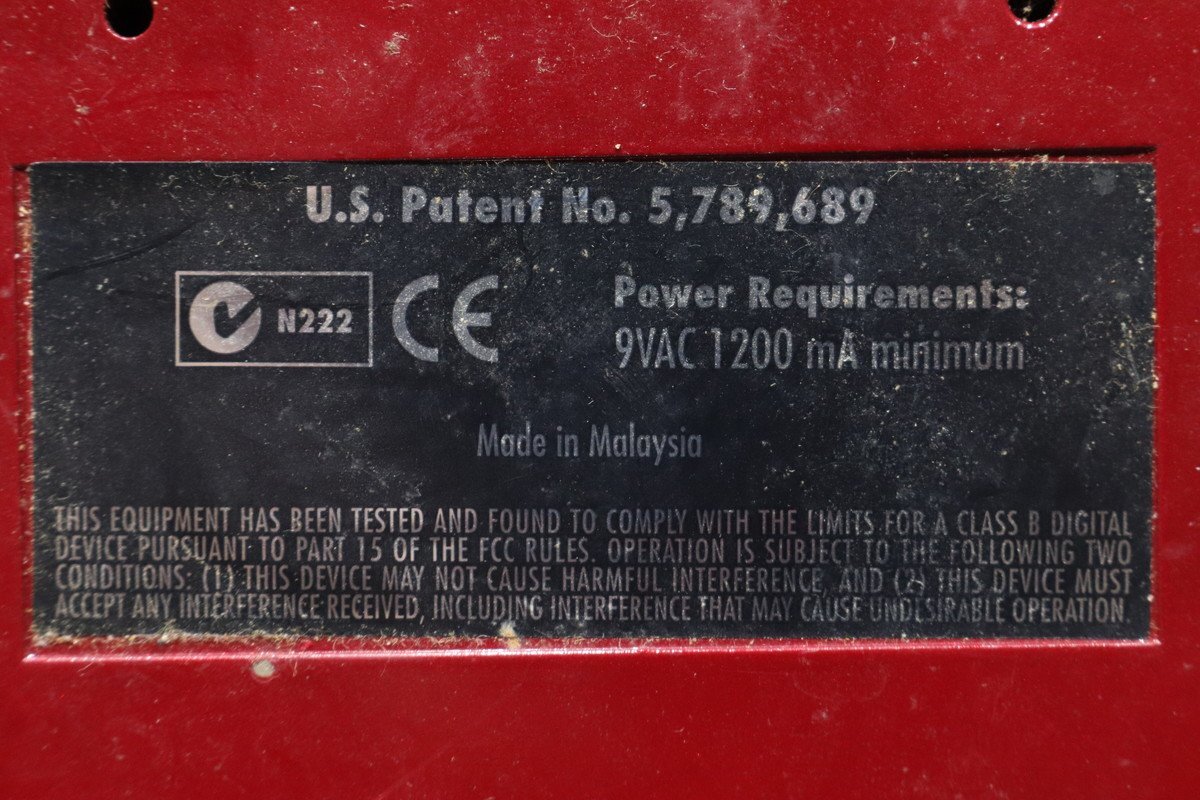 U.S. Patent No. 5,789,689
N222 CE
Power Requirements:
9VAC 1200 mA minimum
Made in Malaysia
THIS EQUIPMENT HAS BEEN TESTED AND FOUND TO COMPLY WITH THE LIMITS FOR A CLASS B DIGITAL
DEVICE PURSUANT TO PART 15 OF THE FCC RULES. OPERATION IS SUBJECT TO THE FOLLOWING TWO
CONDITIONS: (1) THIS DEVICE MAY NOT CAUSE HARMFUL INTERFERENCE, AND (2) THIS DEVICE MUST
ACCEPT ANY INTERFERENCE RECEIVED, INCLUDING INTERFERENCE THAT MAY CAUSE UNDESIRABLE OPERATION.